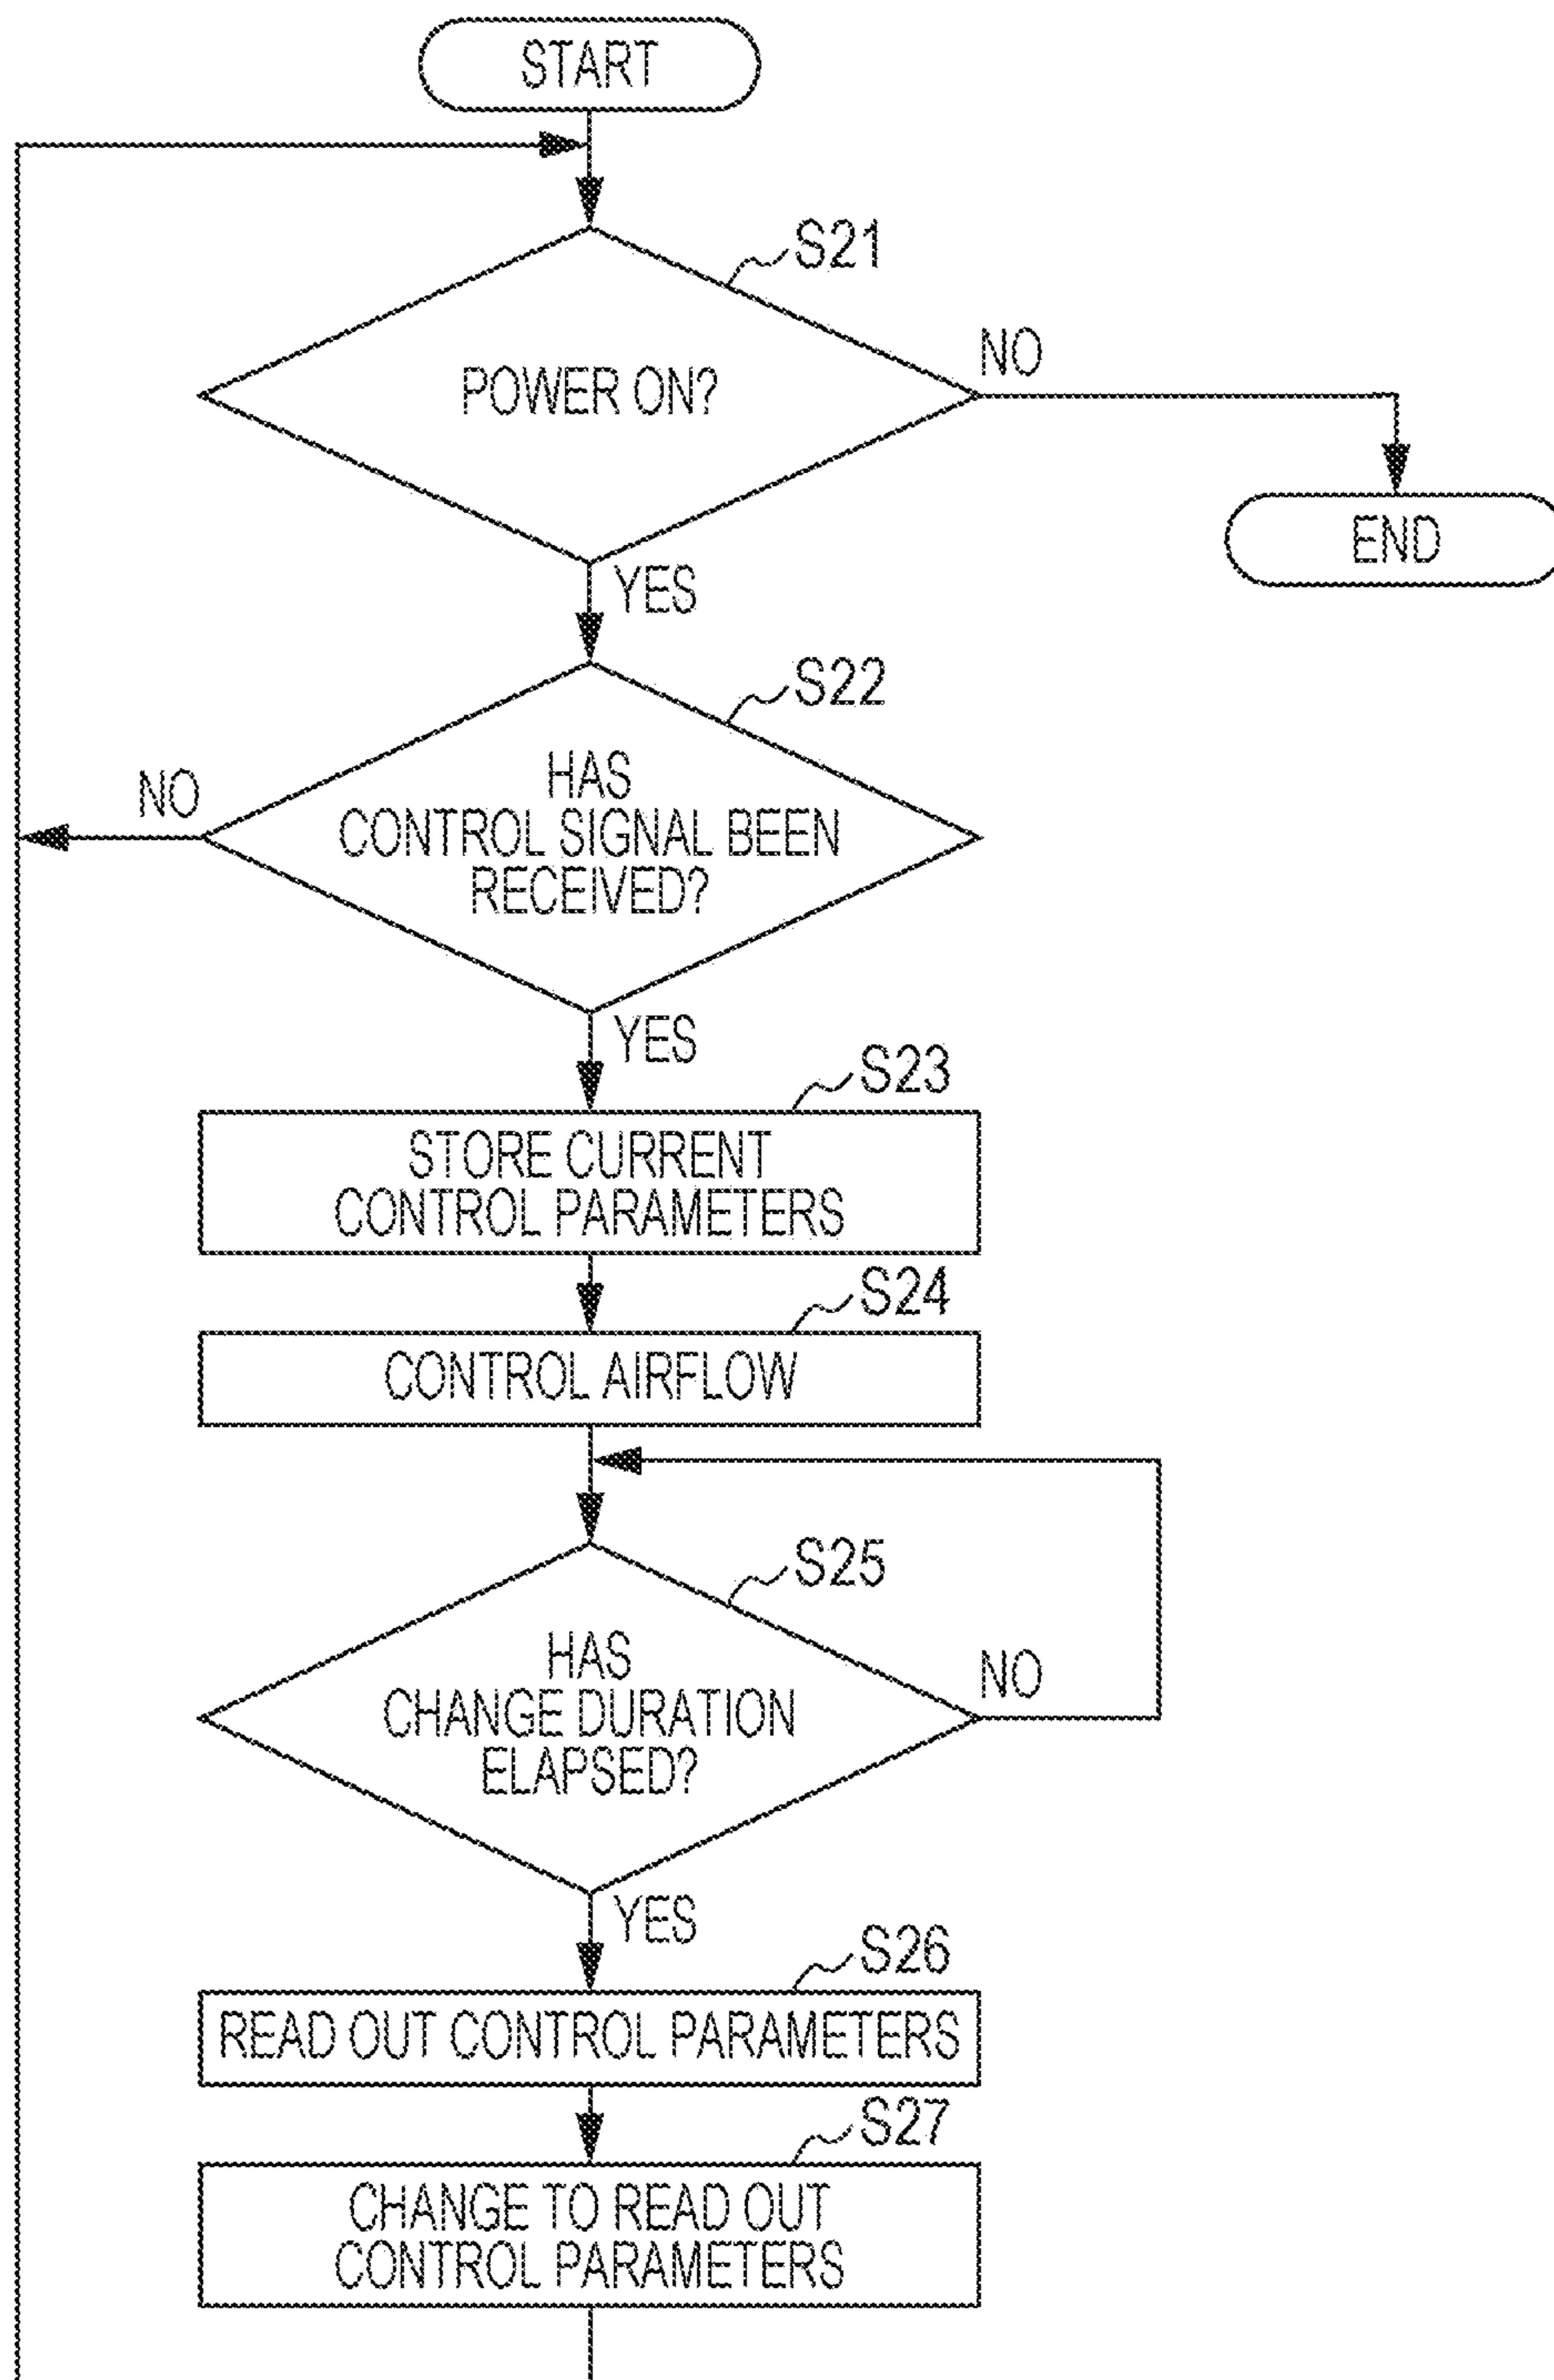 START
S21
POWER ON?
NO
END
YES
S22
HAS
CONTROL SIGNAL BEEN
RECEIVED?
NO
YES
S23
STORE CURRENT
CONTROL PARAMETERS
S24
CONTROL AIRFLOW
S25
HAS
CHANGE DURATION
ELAPSED?
NO
YES
S26
READ OUT CONTROL PARAMETERS
S27
CHANGE TO READ OUT
CONTROL PARAMETERS